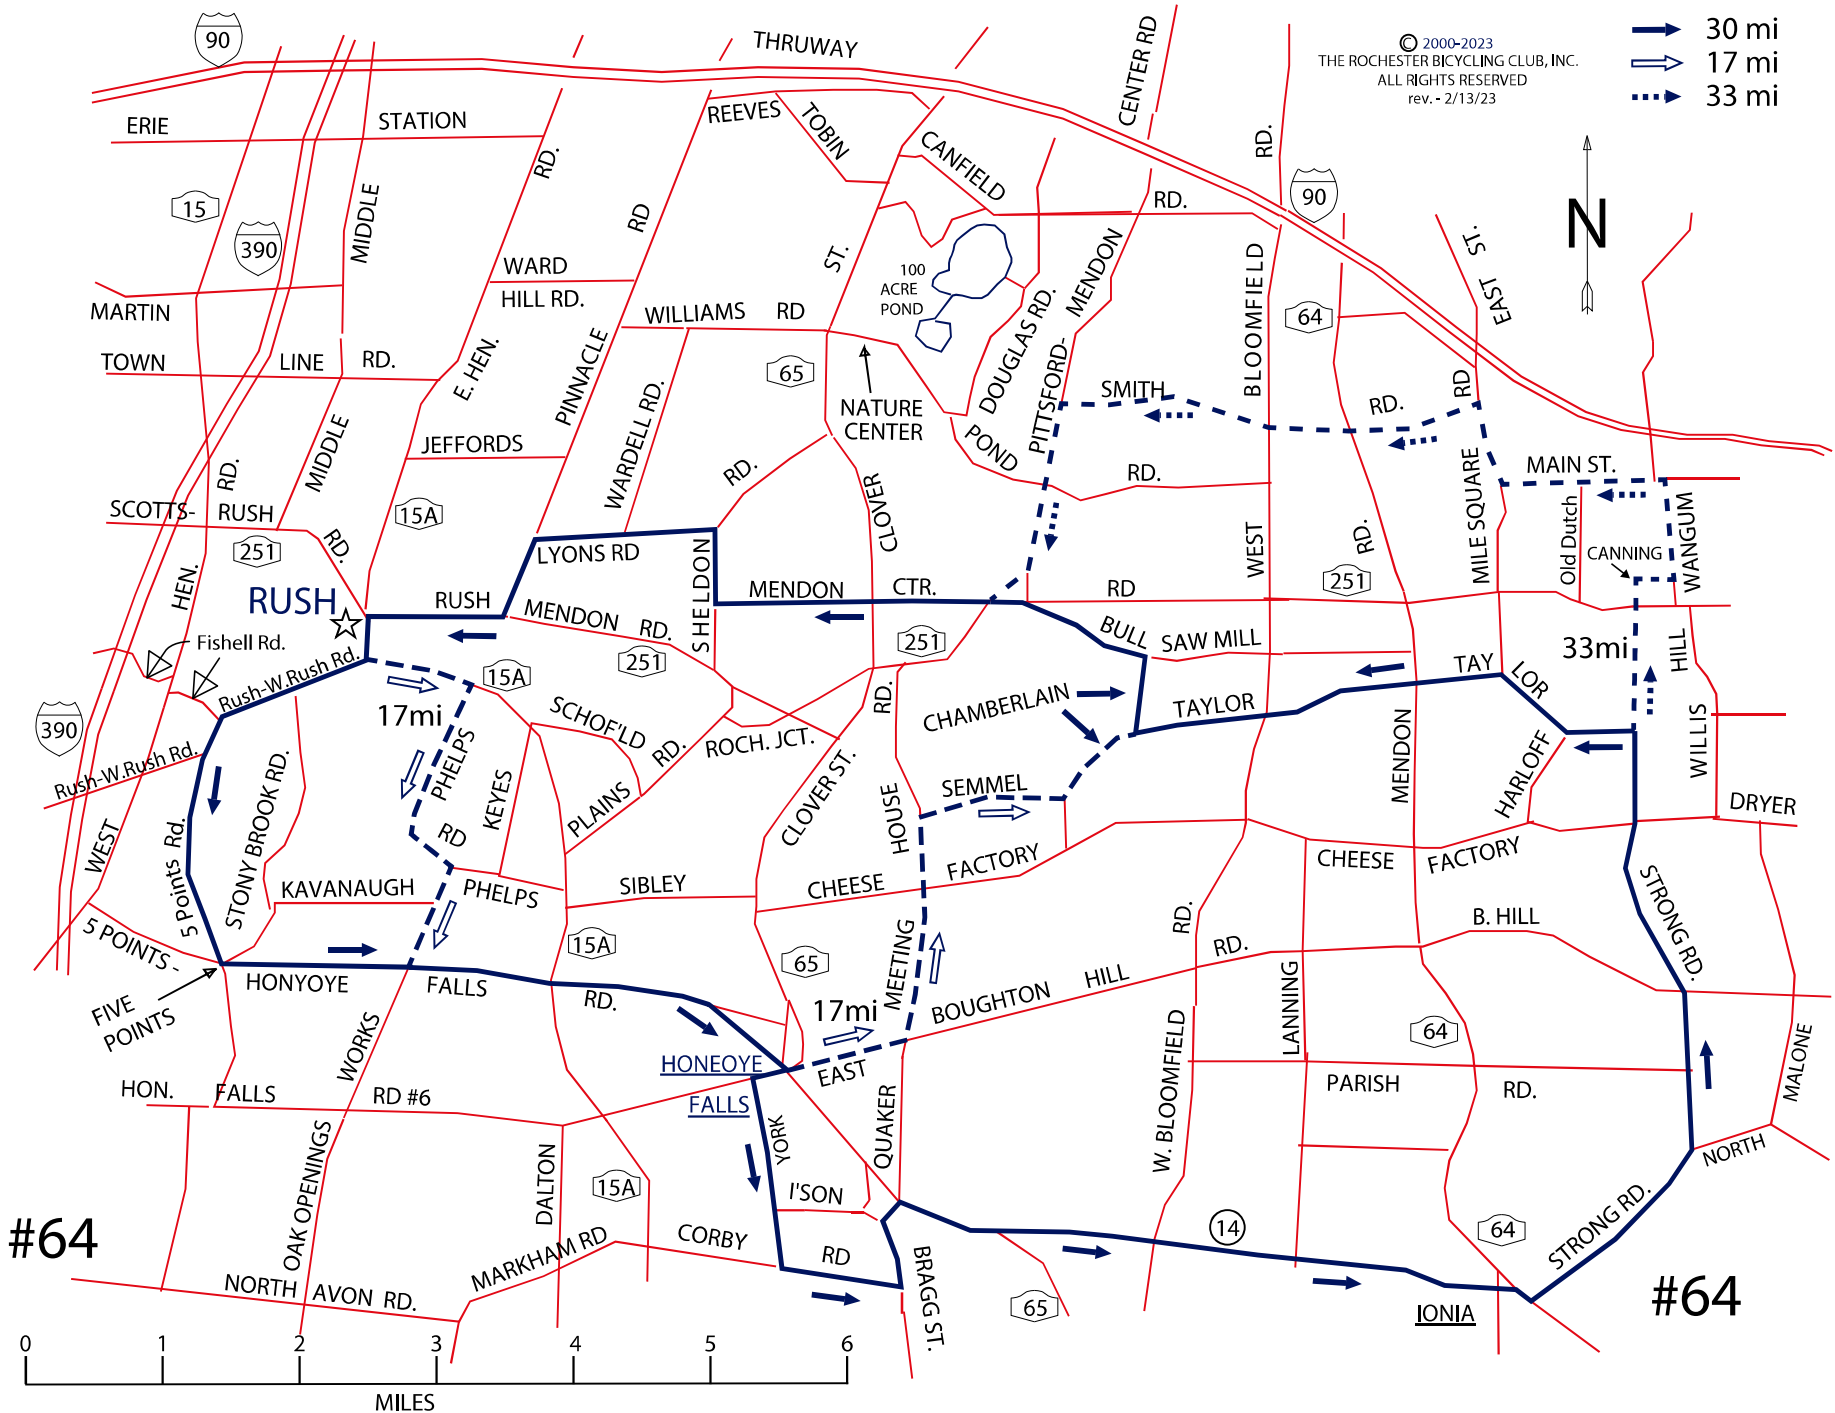 90
THRUWAY
CENTER RD
© 2000-2023
THE ROCHESTER BICYCLING CLUB, INC.
ALL RIGHTS RESERVED
rev. - 2/13/23
30 mi
17 mi
33 mi
ERIE
STATION
REEVES
TOBIN
CANFIELD
RD.
RD.
RD.
90
N
15
390
MIDDLE
RD
ST.
MENDON
EAST ST.
WARD
HILL RD.
100
ACRE
POND
MARTIN
WILLIAMS
RD
DOUGLAS RD.
BLOOMFIELD
64
TOWN
LINE
RD.
E. HEN.
PINNACLE
65
NATURE
CENTER
PITTSFORD-
SMITH
RD.
RD
WARDELL RD.
MIDDLE
JEFFORDS
RD.
RD.
POND
RD.
MILE SQUARE
MAIN ST.
SCOTTS-
RUSH
RD.
15A
CLOVER
WEST
RD.
Old Dutch
WANGUM
251
LYONS RD
CANNING
HEN.
RUSH
RUSH
MENDON
RD.
SHELDON
MENDON
CTR.
RD
251
Fishell Rd.
251
251
BULL
SAW MILL
33mi
HILL
Rush-W.Rush Rd.
15A
17mi
SCHOF'LD
RD.
CHAMBERLAIN
TAYLOR
TAY
LOR
390
Rush-W.Rush Rd.
STONY BROOK RD.
PHELPS
RD
KEYES
PLAINS
RD.
ROCH. JCT.
CLOVER ST.
HOUSE
SEMMEL
MENDON
HARLOFF
WILLIS
DRYER
WEST
5 Points Rd.
KAVANAUGH
PHELPS
SIBLEY
CHEESE
FACTORY
CHEESE
FACTORY
5 POINTS -
15A
65
MEETING
RD.
RD.
B. HILL
STRONG RD.
FIVE
POINTS
HONYOYE
FALLS
RD.
17mi
BOUGHTON
HILL
LANNING
64
MALONE
WORKS
HONEOYE
FALLS
EAST
HON.
FALLS
RD #6
QUAKER
W. BLOOMFIELD
PARISH
RD.
OAK OPENINGS
DALTON
15A
YORK
I'SON
NORTH
#64
MARKHAM RD
CORBY
RD
BRAGG ST.
14
64
STRONG RD.
NORTH
AVON
RD.
65
IONIA
#64
0
1
2
3
4
5
6
MILES